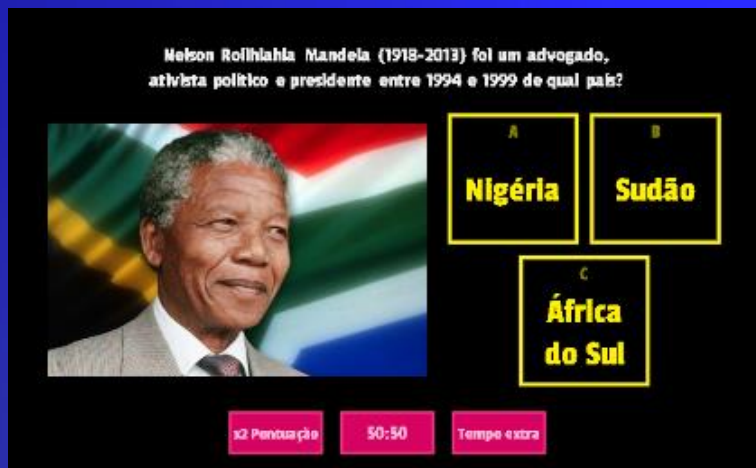 Nelson Rolihlahla Mandela (1918-2013) foi um advogado,
ativista político e presidente entre 1994 e 1999 de qual país?
A
Nigéria
B
Sudão
C
África
do Sul
x2 Pontuação
50:50
Tempo extra